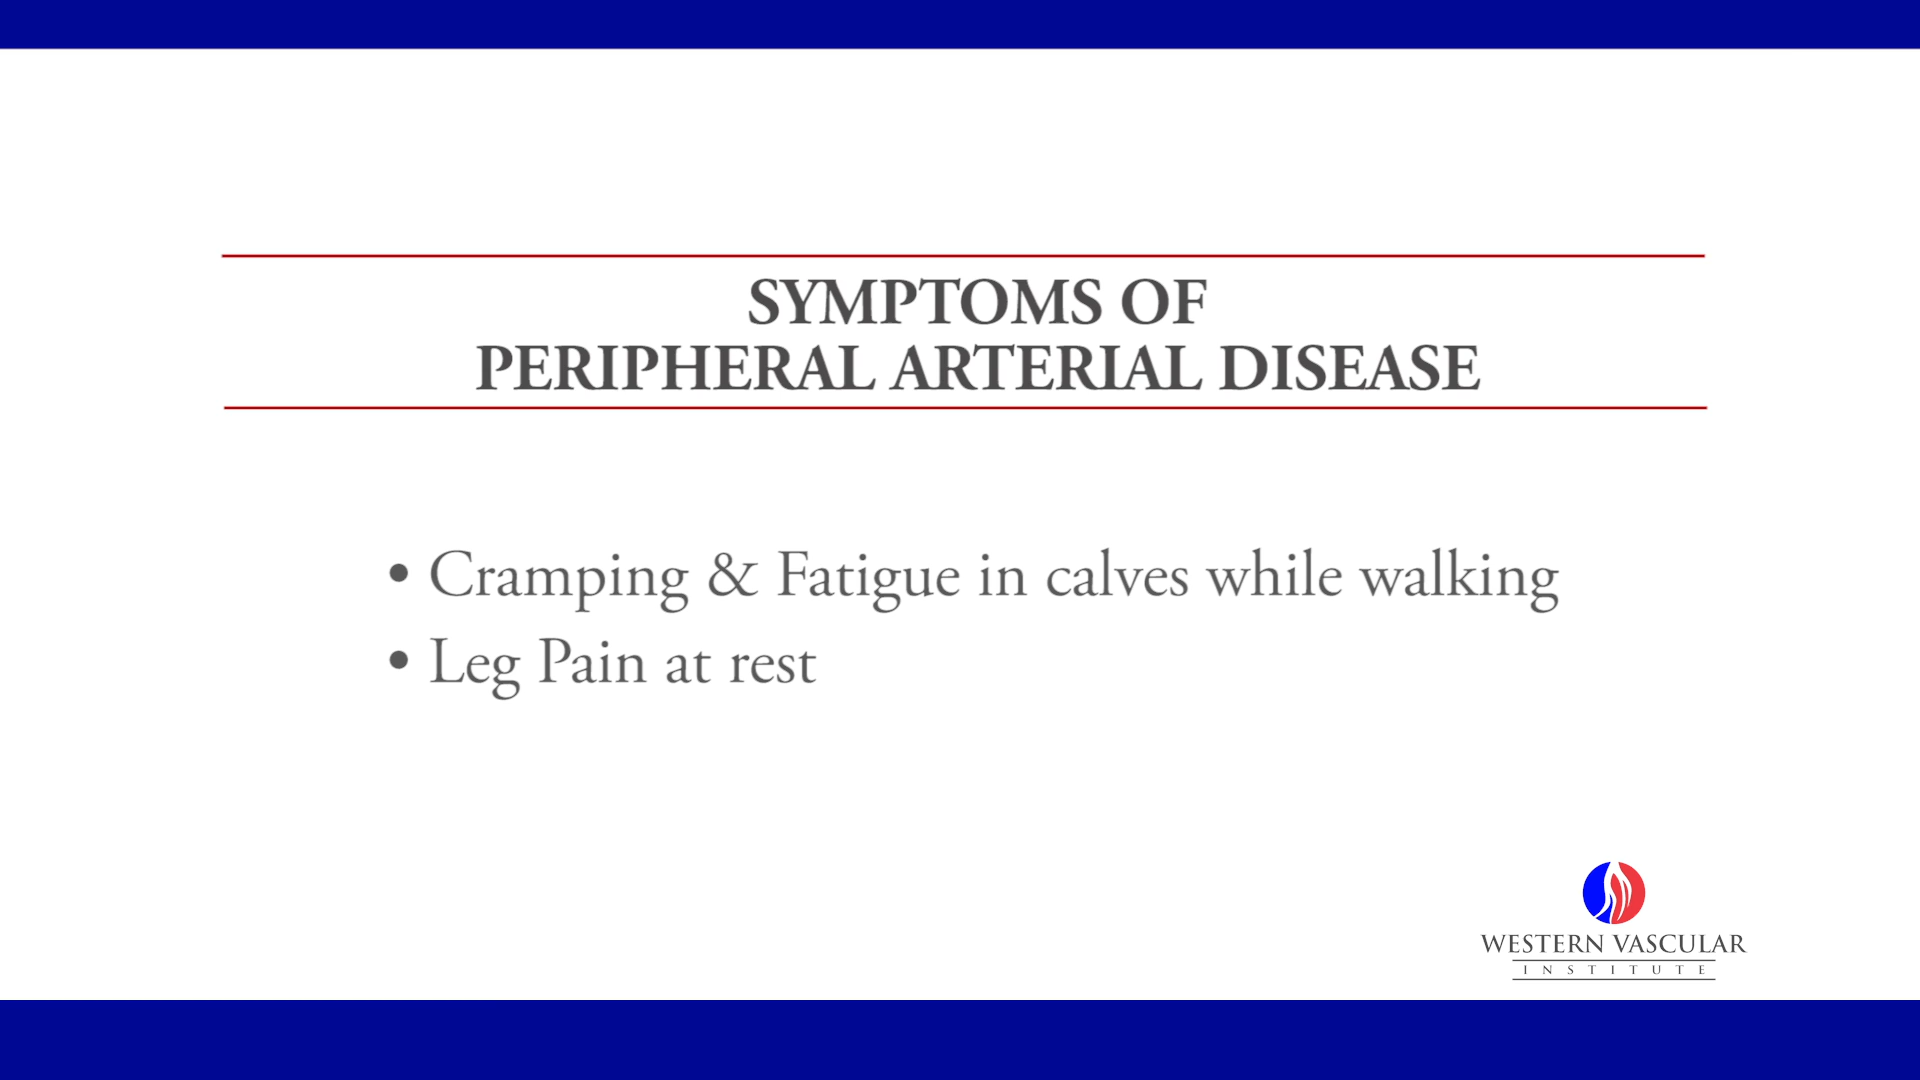 SYMPTOMS OF
PERIPHERAL ARTERIAL DISEASE
• Cramping & Fatigue in calves while walking
• Leg Pain at rest
WESTERN VASCULAR
INSTITUTE